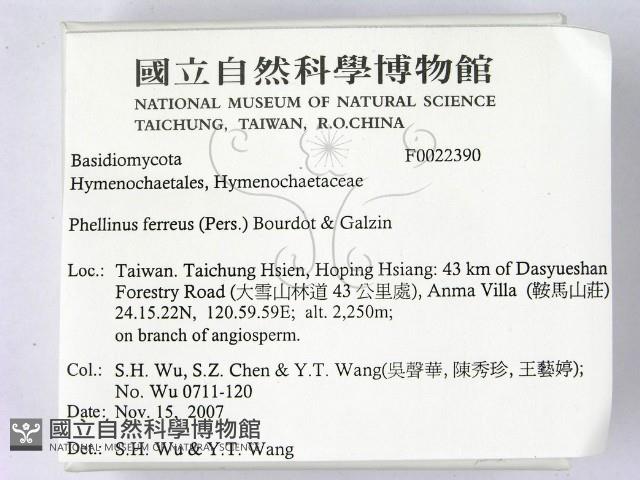 國立自然科學博物館
NATIONAL MUSEUM OF NATURAL SCIENCE
TAICHUNG, TAIWAN, R.O.CHINA
Basidiomycota F0022390
Hymenochaetales, Hymenochaetaceae
Phellinus ferreus (Pers.) Bourdot & Galzin
Loc.: Taiwan. Taichung Hsien, Hoping Hsiang: 43 km of Dasyueshan
Forestry Road (大雪山林道 43 公里處), Anma Villa (鞍馬山莊)
24.15.22N, 120.59.59E; alt. 2,250m;
on branch of angiosperm.
Col.: S.H. Wu, S.Z. Chen & Y.T. Wang(吳聲華, 陳秀珍, 王藝婷);
No. Wu 0711-120
Date: Nov. 15, 2007
國立自然科學博物館
NATIONAL MUSEUM OF NATURAL SCIENCE
Det.: S.H. Wu & Y.T. Wang